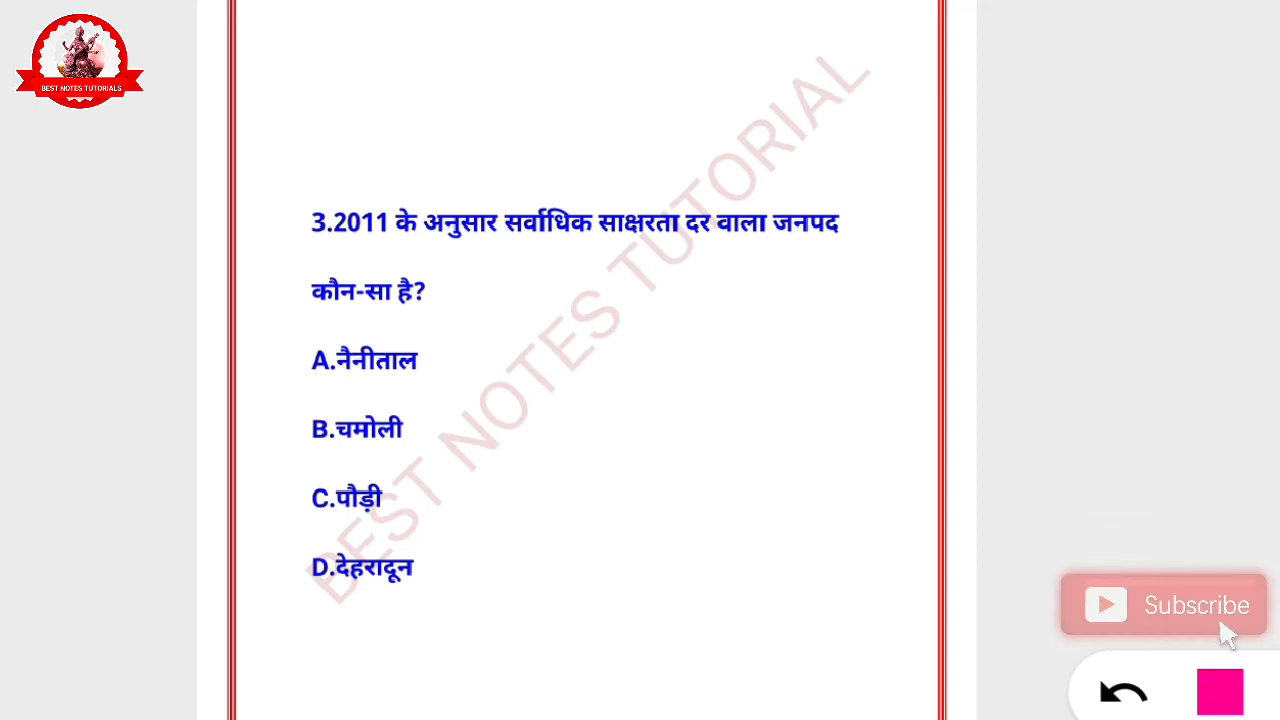 BEST NOTES TUTORIALS
3.2011 के अनुसार सर्वाधिक साक्षरता दर वाला जनपद
कौन-सा है?
A.नैनीताल
B.चमोली
C.पौड़ी
D.देहरादून
BEST NOTES TUTORIAL
Subscribe